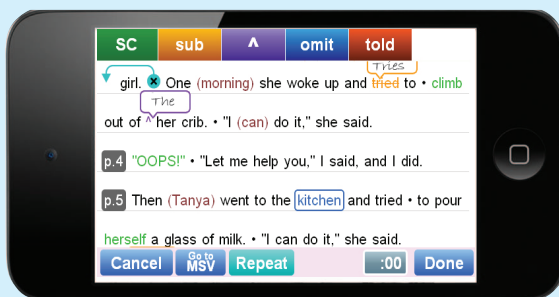 SC sub ^ omit told
Tries
girl. One (morning) she woke up and tried to • climb
The
out of ^ her crib. • "I (can) do it," she said.
p.4 "OOPS!" • "Let me help you," I said, and I did.
p.5 Then (Tanya) went to the kitchen and tried • to pour
herself a glass of milk. • "I can do it," she said.
Cancel Go to MSV Repeat :00 Done